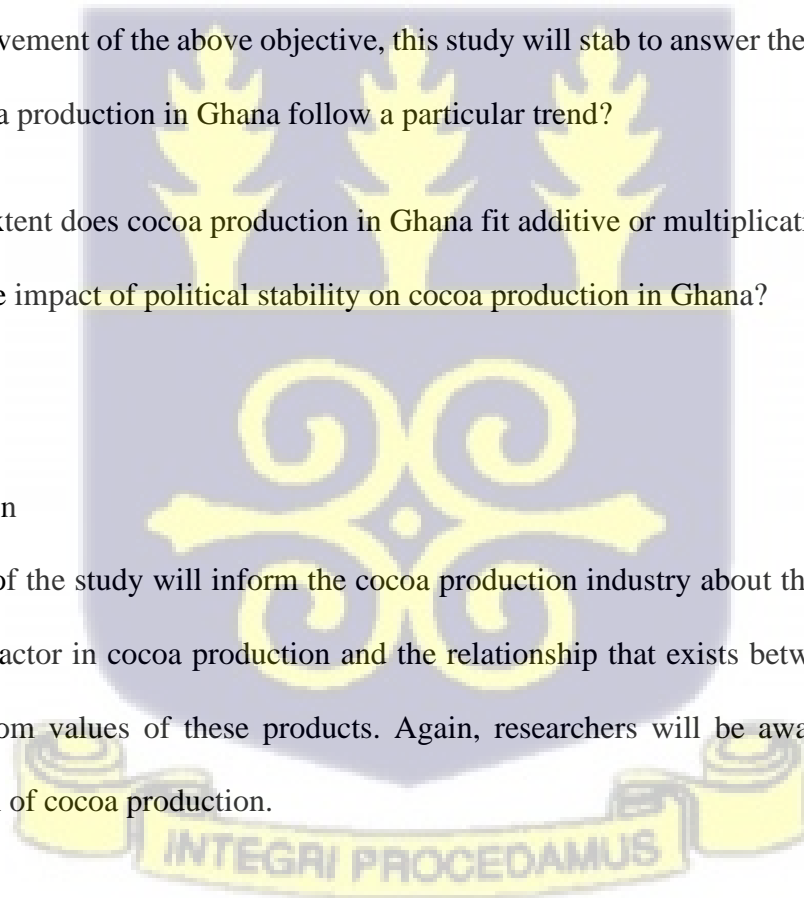 vement of the above objective, this study will stab to answer the
a production in Ghana follow a particular trend?
xtent does cocoa production in Ghana fit additive or multiplicati
e impact of political stability on cocoa production in Ghana?
n
of the study will inform the cocoa production industry about th
actor in cocoa production and the relationship that exists betw
om values of these products. Again, researchers will be awa
of cocoa production.
INTEGRI PROCEDAMUS